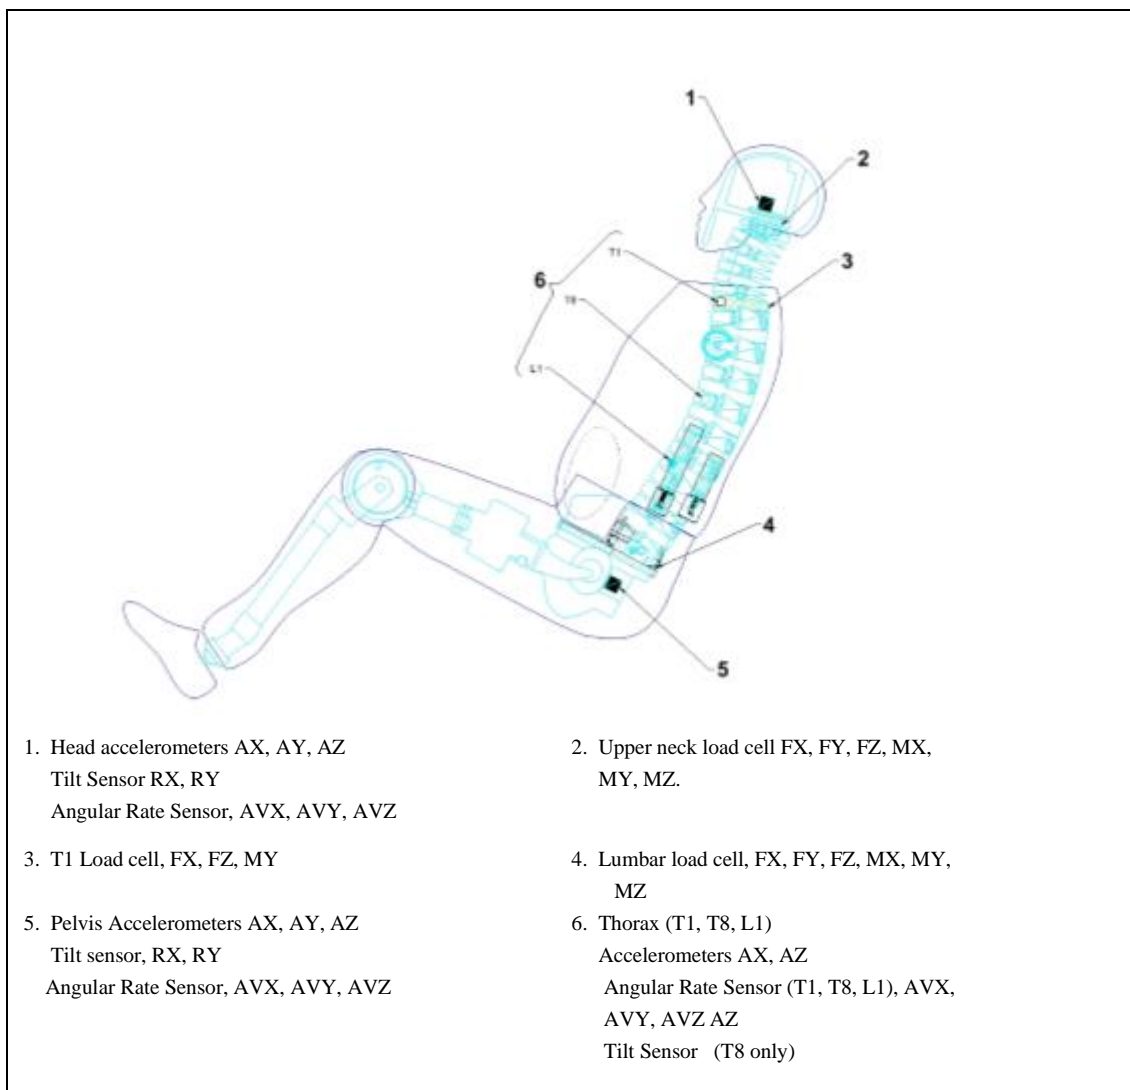 1
2
3
T1
6
T8
L1
4
5
1. Head accelerometers AX, AY, AZ
Tilt Sensor RX, RY
Angular Rate Sensor, AVX, AVY, AVZ
2. Upper neck load cell FX, FY, FZ, MX,
MY, MZ.
3. T1 Load cell, FX, FZ, MY
4. Lumbar load cell, FX, FY, FZ, MX, MY,
MZ
5. Pelvis Accelerometers AX, AY, AZ
Tilt sensor, RX, RY
Angular Rate Sensor, AVX, AVY, AVZ
6. Thorax (T1, T8, L1)
Accelerometers AX, AZ
Angular Rate Sensor (T1, T8, L1), AVX,
AVY, AVZ AZ
Tilt Sensor (T8 only)